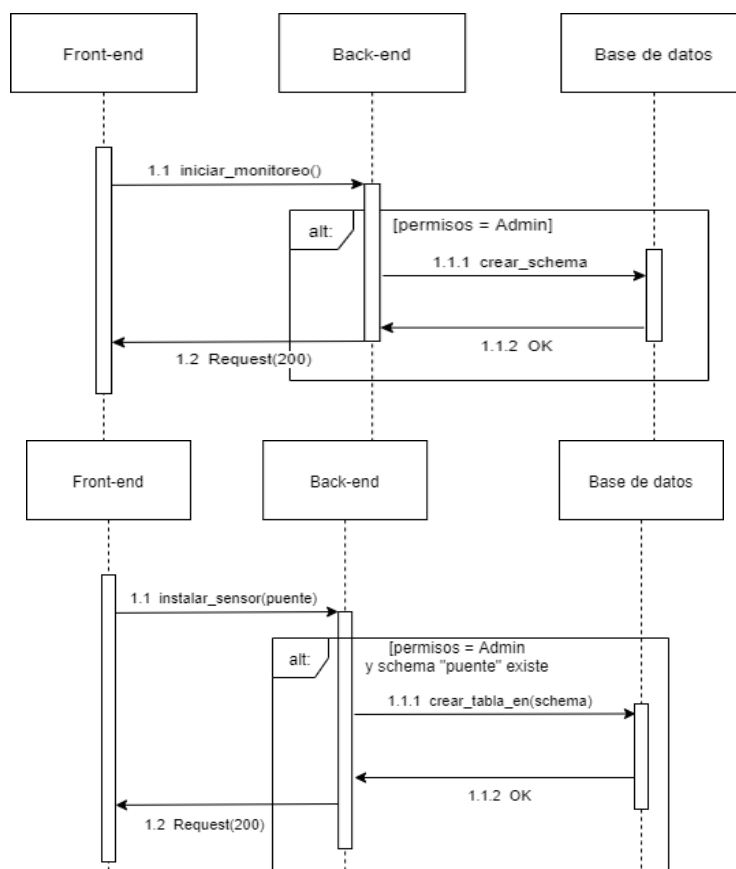 Front-end
Back-end
Base de datos
1.1 iniciar_monitoreo()
alt:
[permisos = Admin]
1.1.1 crear_schema
1.1.2 OK
1.2 Request(200)
Front-end
Back-end
Base de datos
1.1 instalar_sensor(puente)
alt:
[permisos = Admin
y schema "puente" existe
1.1.1 crear_tabla_en(schema)
1.1.2 OK
1.2 Request(200)